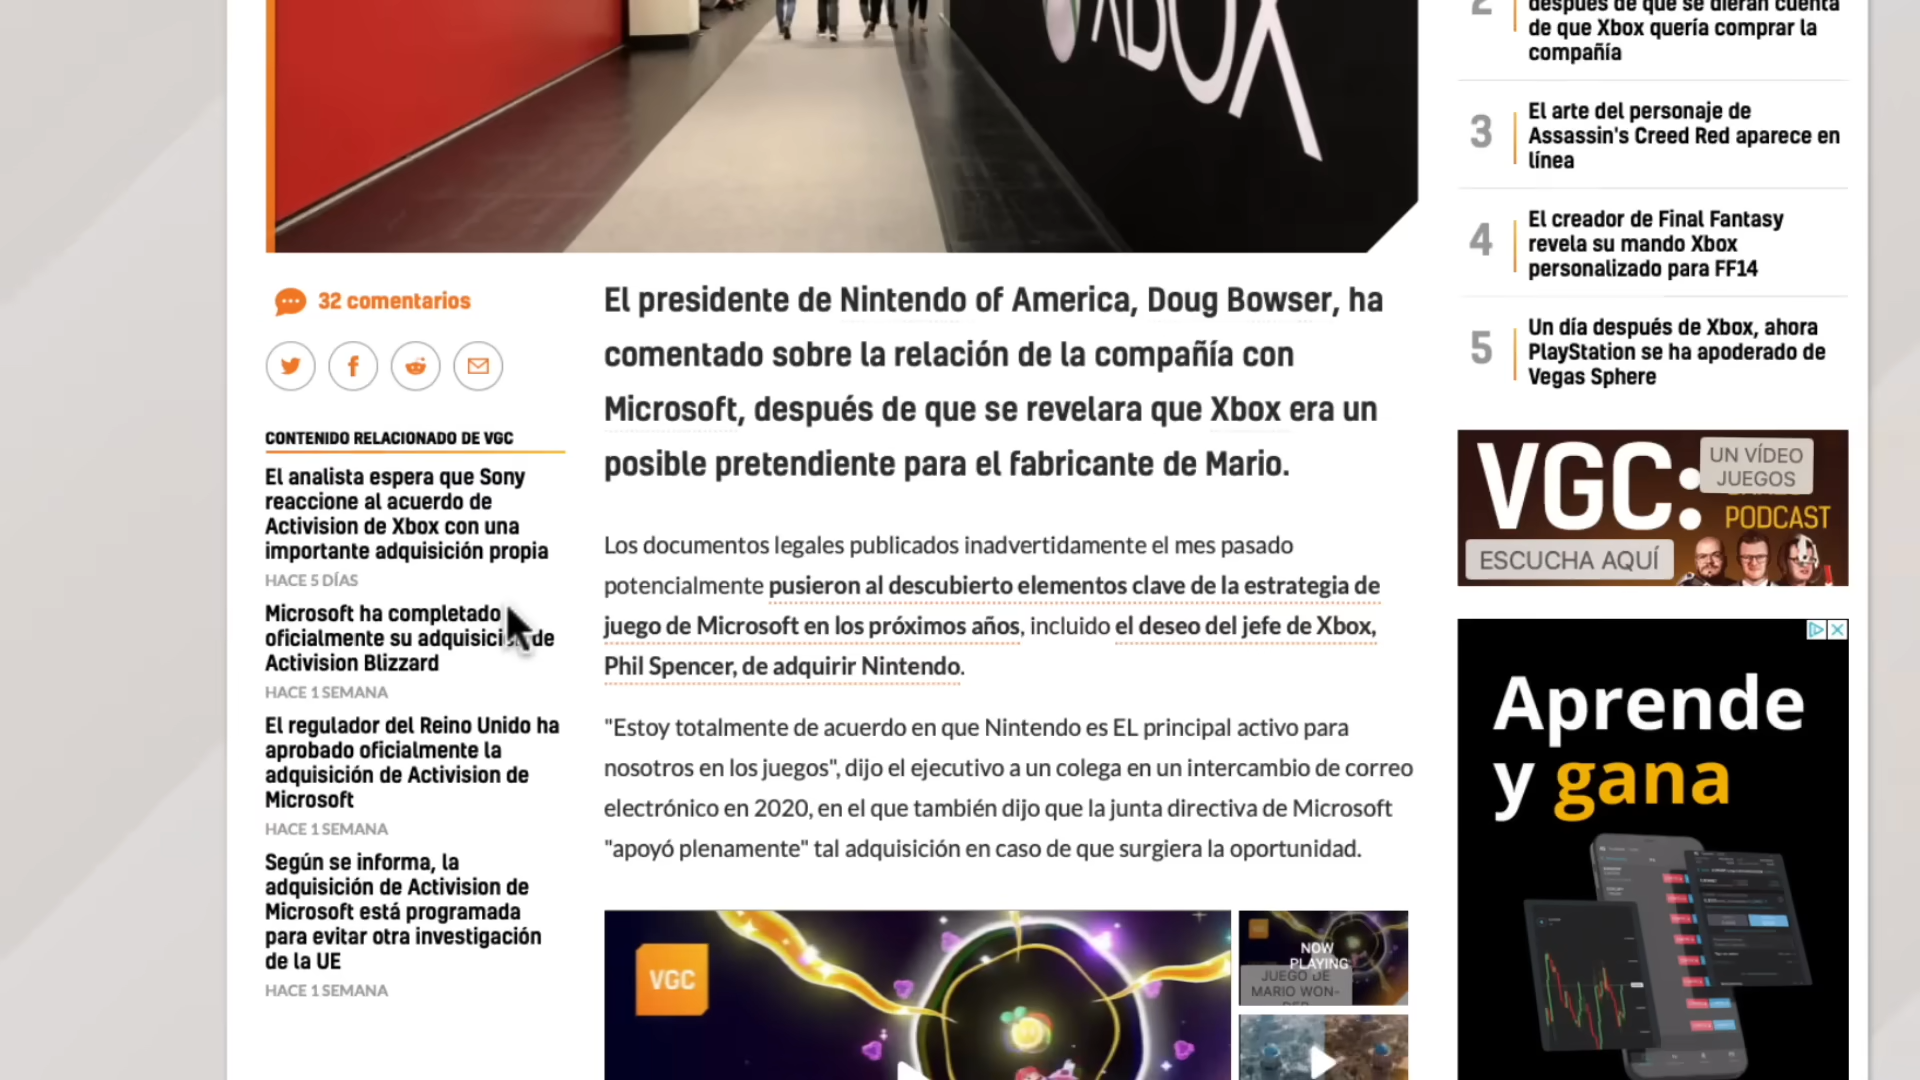 XBOX
32 comentarios
CONTENIDO RELACIONADO DE VGC
El analista espera que Sony
reaccione al acuerdo de
Activision de Xbox con una
importante adquisición propia
HACE 5 DÍAS
Microsoft ha completado
oficialmente su adquisición de
Activision Blizzard
HACE 1 SEMANA
El regulador del Reino Unido ha
aprobado oficialmente la
adquisición de Activision de
Microsoft
HACE 1 SEMANA
Según se informa, la
adquisición de Activision de
Microsoft está programada
para evitar otra investigación
de la UE
HACE 1 SEMANA
El presidente de Nintendo of America, Doug Bowser, ha
comentado sobre la relación de la compañía con
Microsoft, después de que se revelara que Xbox era un
posible pretendiente para el fabricante de Mario.
Los documentos legales publicados inadvertidamente el mes pasado
potencialmente pusieron al descubierto elementos clave de la estrategia de
juego de Microsoft en los próximos años, incluido el deseo del jefe de Xbox,
Phil Spencer, de adquirir Nintendo.
"Estoy totalmente de acuerdo en que Nintendo es EL principal activo para
nosotros en los juegos", dijo el ejecutivo a un colega en un intercambio de correo
electrónico en 2020, en el que también dijo que la junta directiva de Microsoft
"apoyó plenamente" tal adquisición en caso de que surgiera la oportunidad.
VGC
NOW
PLAYING
JUEGO DE
MARIO WON-
DER
2
después de que se dieran cuenta
de que Xbox quería comprar la
compañía
3
El arte del personaje de
Assassin's Creed Red aparece en
línea
4
El creador de Final Fantasy
revela su mando Xbox
personalizado para FF14
5
Un día después de Xbox, ahora
PlayStation se ha apoderado de
Vegas Sphere
VGC:
UN VÍDEO
JUEGOS
PODCAST
ESCUCHA AQUÍ
Aprende
y gana